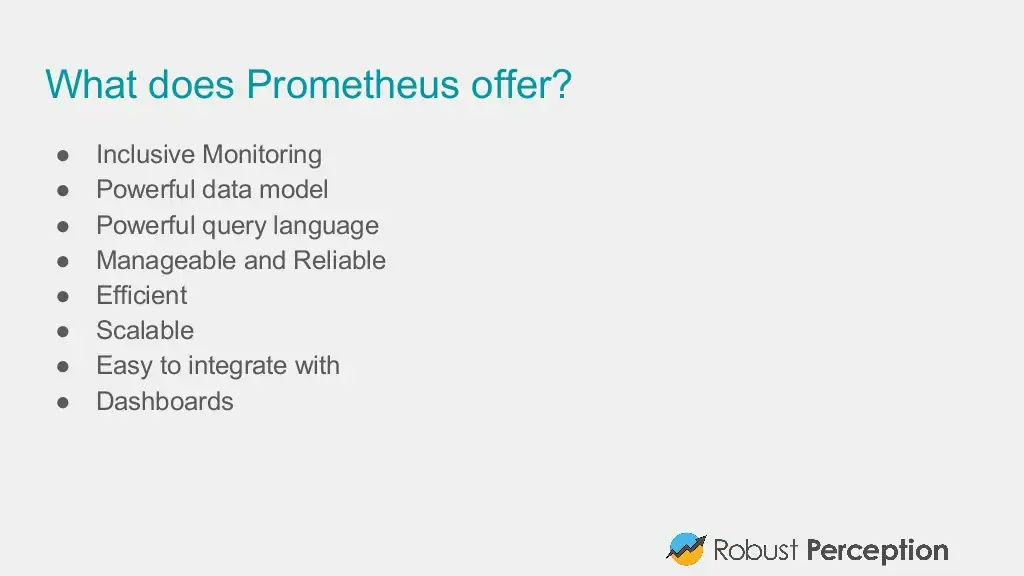 What does Prometheus offer?
● Inclusive Monitoring
● Powerful data model
● Powerful query language
● Manageable and Reliable
● Efficient
● Scalable
● Easy to integrate with
● Dashboards
Robust Perception